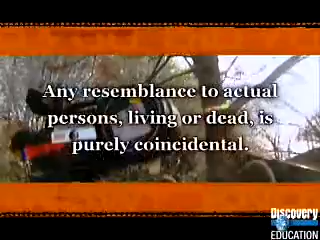 Any resemblance to actual
persons, living or dead, is
purely coincidental.
Discovery
EDUCATION